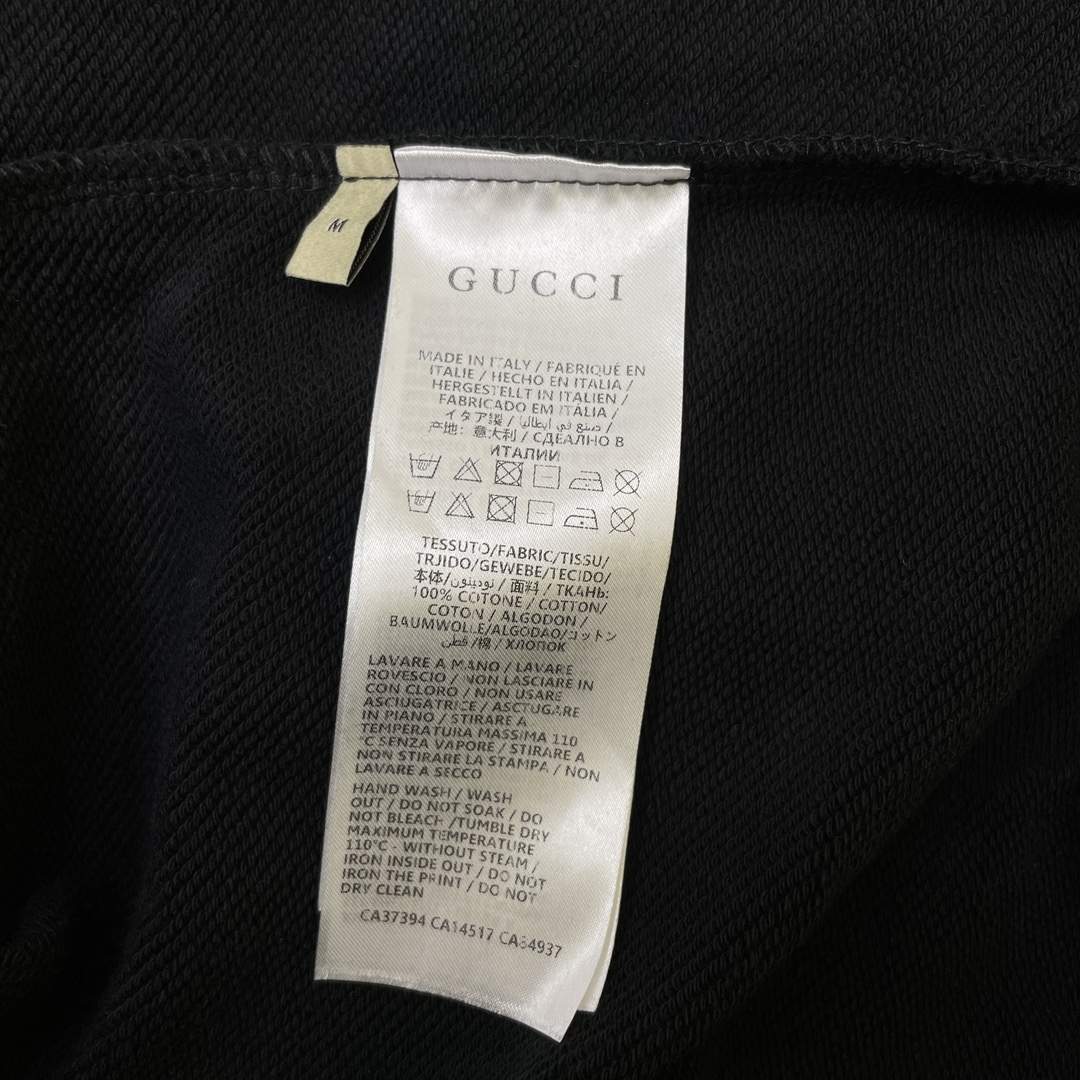 M
GUCCI
MADE IN ITALY / FABRIQUÉ EN
ITALIE / HECHO EN ITALIA /
HERGESTELLT IN ITALIEN /
FABRICADO EM ITÁLIA /
イタア製 / صنع في ايطاليا /
产地: 意大利 / СДЕАЛНО В
ИТАЛИИ
TESSUTO/FABRIC/TISSU/
TRJIDO/GEWEBE/TECIDO/
本体/نودينون / 面料 / ТКАНЬ:
100% COTONE / COTTON/
COTON / ALGODON /
BAUMWOLLE/ALGODAO/コットン
قطن /棉 / ХЛОПОК
LAVARE A MANO / LAVARE
ROVESCIO / NON LASCIARE IN
CON CLORO / NON USARE
ASCIUGATRICE / ASCTUGARE
IN PIANO / STIRARE A
TEMPERATURA MASSIMA 110
°C SENZA VAPORE / STIRARE A
NON STIRARE LA STAMPA / NON
LAVARE A SECCO
HAND WASH / WASH
OUT / DO NOT SOAK / DO
NOT BLEACH /TUMBLE DRY
MAXIMUM TEMPERATURE
110°C - WITHOUT STEAM /
IRON INSIDE OUT / DO NOT
IRON THE PRINT / DO NOT
DRY CLEAN
CA37394 CA14517 CA84937